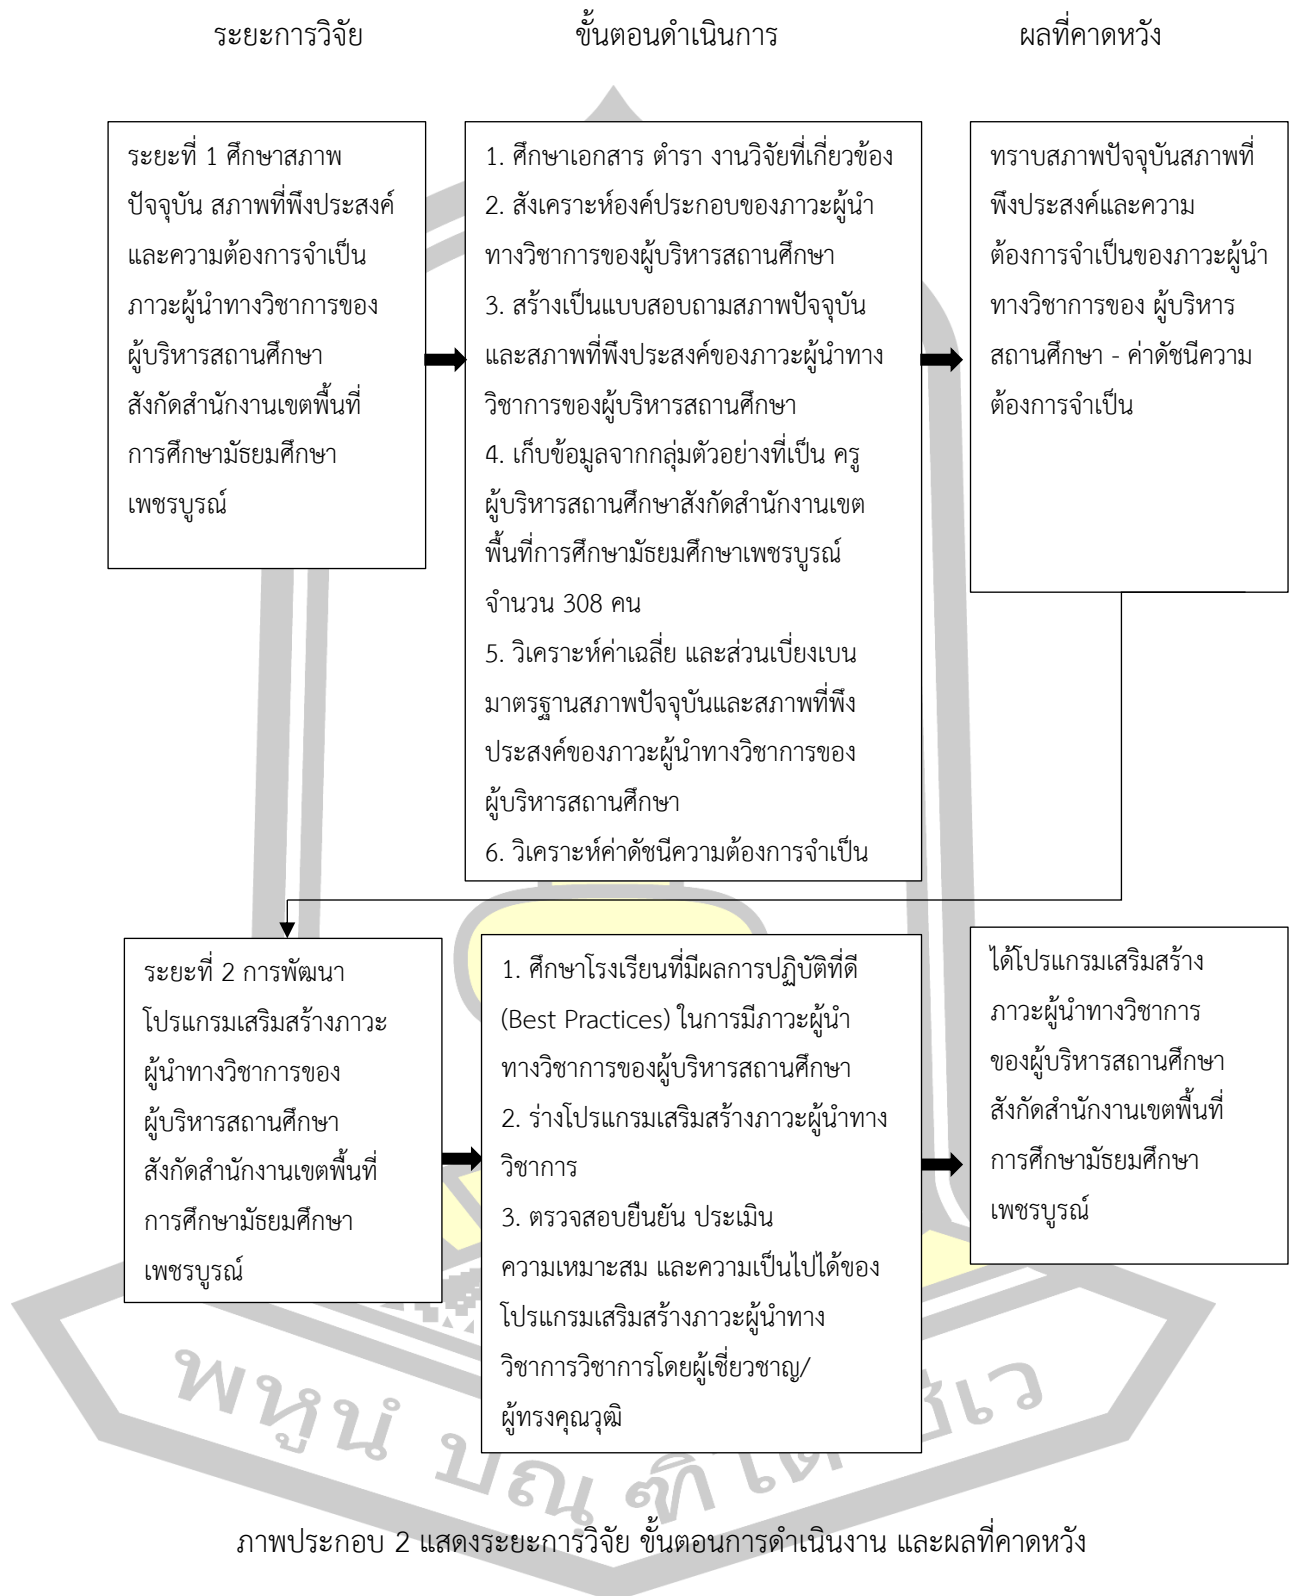 ระยะการวิจัย
ขั้นตอนดำเนินการ
ผลที่คาดหวัง
ระยะที่ 1 ศึกษาสภาพ
ปัจจุบัน สภาพที่พึงประสงค์
และความต้องการจำเป็น
ภาวะผู้นำทางวิชาการของ
ผู้บริหารสถานศึกษา
สังกัดสำนักงานเขตพื้นที่
การศึกษามัธยมศึกษา
เพชรบูรณ์
1. ศึกษาเอกสาร ตำรา งานวิจัยที่เกี่ยวข้อง
2. สังเคราะห์องค์ประกอบของภาวะผู้นำ
ทางวิชาการของผู้บริหารสถานศึกษา
3. สร้างเป็นแบบสอบถามสภาพปัจจุบัน
และสภาพที่พึงประสงค์ของภาวะผู้นำทาง
วิชาการของผู้บริหารสถานศึกษา
4. เก็บข้อมูลจากกลุ่มตัวอย่างที่เป็น ครู
ผู้บริหารสถานศึกษาสังกัดสำนักงานเขต
พื้นที่การศึกษามัธยมศึกษาเพชรบูรณ์
จำนวน 308 คน
5. วิเคราะห์ค่าเฉลี่ย และส่วนเบี่ยงเบน
มาตรฐานสภาพปัจจุบันและสภาพที่พึง
ประสงค์ของภาวะผู้นำทางวิชาการของ
ผู้บริหารสถานศึกษา
6. วิเคราะห์ค่าดัชนีความต้องการจำเป็น
ทราบสภาพปัจจุบันสภาพที่
พึงประสงค์และความ
ต้องการจำเป็นของภาวะผู้นำ
ทางวิชาการของ ผู้บริหาร
สถานศึกษา - ค่าดัชนีความ
ต้องการจำเป็น
ระยะที่ 2 การพัฒนา
โปรแกรมเสริมสร้างภาวะ
ผู้นำทางวิชาการของ
ผู้บริหารสถานศึกษา
สังกัดสำนักงานเขตพื้นที่
การศึกษามัธยมศึกษา
เพชรบูรณ์
1. ศึกษาโรงเรียนที่มีผลการปฏิบัติที่ดี
(Best Practices) ในการมีภาวะผู้นำ
ทางวิชาการของผู้บริหารสถานศึกษา
2. ร่างโปรแกรมเสริมสร้างภาวะผู้นำทาง
วิชาการ
3. ตรวจสอบยืนยัน ประเมิน
ความเหมาะสม และความเป็นไปได้ของ
โปรแกรมเสริมสร้างภาวะผู้นำทาง
วิชาการวิชาการโดยผู้เชี่ยวชาญ/
ผู้ทรงคุณวุฒิ
ได้โปรแกรมเสริมสร้าง
ภาวะผู้นำทางวิชาการ
ของผู้บริหารสถานศึกษา
สังกัดสำนักงานเขตพื้นที่
การศึกษามัธยมศึกษา
เพชรบูรณ์
พหูนํ ปณฺฑิโต
ภาพประกอบ 2 แสดงระยะการวิจัย ขั้นตอนการดำเนินงาน และผลที่คาดหวัง